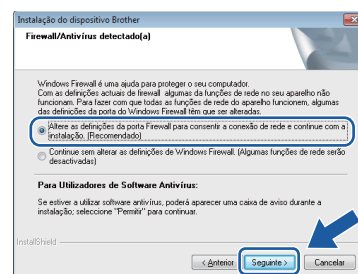 Instalação do dispositivo Brother
Firewall/Antivírus detectado(a)
Windows Firewall é uma ajuda para proteger o seu computador.
Com as definições actuais de firewall algumas da funções de rede no seu aparelho não
funcionam. Para fazer com que todas as funções de rede do aparelho funcionem, algumas
das definições da porta do Windows Firewall têm que ser alteradas.
Altere as definições da porta Firewall para consentir a conexão de rede e continue com a
instalação. (Recomendado)
Continue sem alterar as definições de Windows Firewall. (Algumas funções de rede serão
desactivadas)
Para Utilizadores de Software Antivírus:
Se estiver a utilizar software antivírus, poderá aparecer uma caixa de aviso durante a
instalação; seleccione "Permitir" para continuar.
InstallShield
< Anterior Seguinte > Cancelar